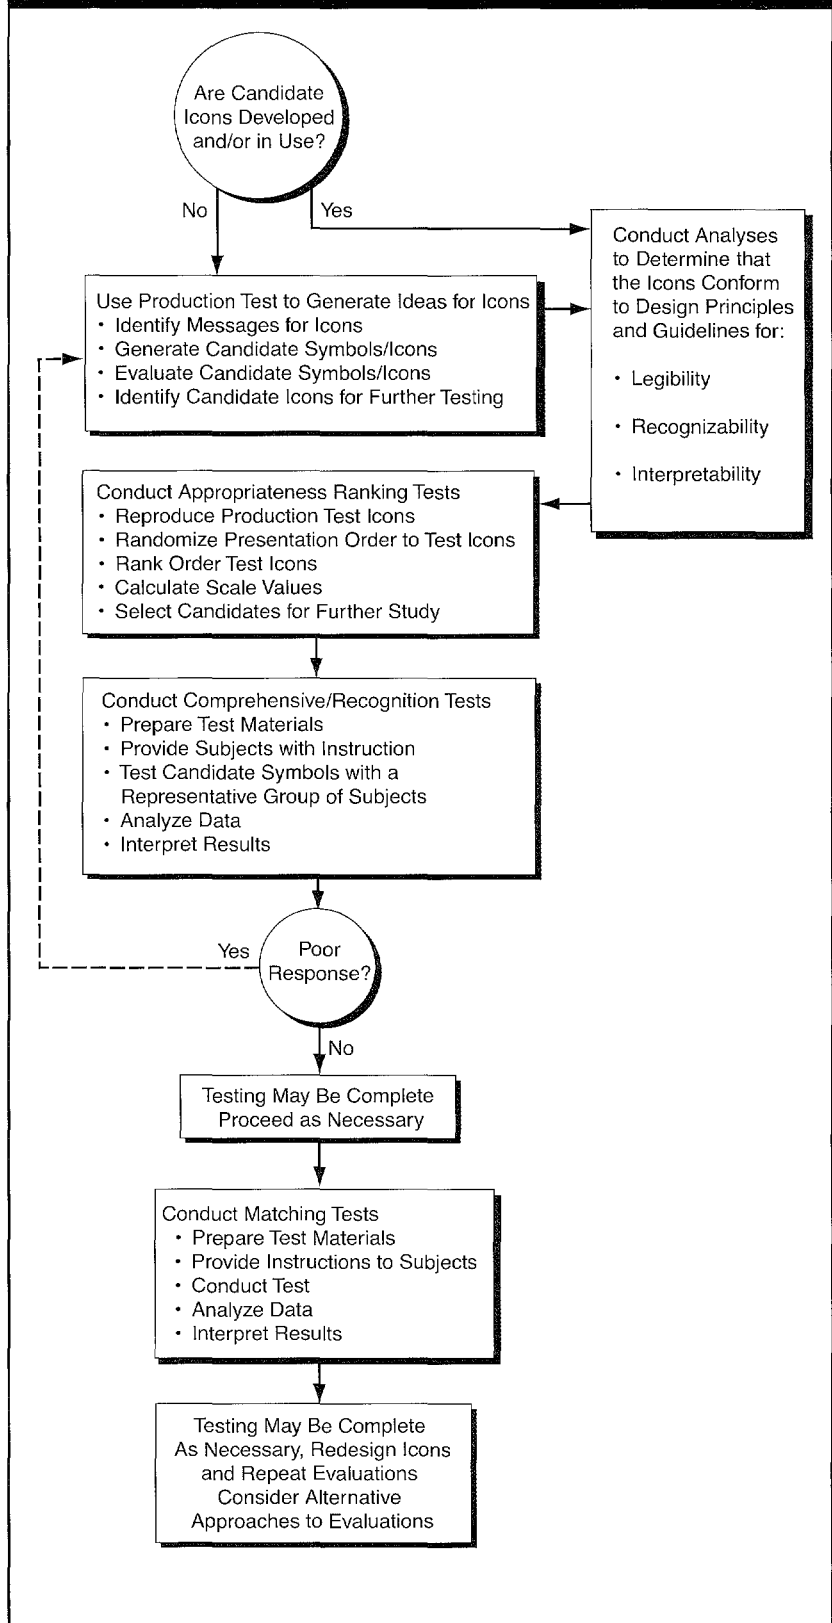 Are Candidate
Icons Developed
and/or in Use?
No
Yes
Conduct Analyses
to Determine that
the Icons Conform
to Design Principles
and Guidelines for:
• Legibility
• Recognizability
• Interpretability
Use Production Test to Generate Ideas for Icons
• Identify Messages for Icons
• Generate Candidate Symbols/Icons
• Evaluate Candidate Symbols/Icons
• Identify Candidate Icons for Further Testing
Conduct Appropriateness Ranking Tests
• Reproduce Production Test Icons
• Randomize Presentation Order to Test Icons
• Rank Order Test Icons
• Calculate Scale Values
• Select Candidates for Further Study
Conduct Comprehensive/Recognition Tests
• Prepare Test Materials
• Provide Subjects with Instruction
• Test Candidate Symbols with a
Representative Group of Subjects
• Analyze Data
• Interpret Results
Yes
Poor
Response?
No
Testing May Be Complete
Proceed as Necessary
Conduct Matching Tests
• Prepare Test Materials
• Provide Instructions to Subjects
• Conduct Test
• Analyze Data
• Interpret Results
Testing May Be Complete
As Necessary, Redesign Icons
and Repeat Evaluations
Consider Alternative
Approaches to Evaluations